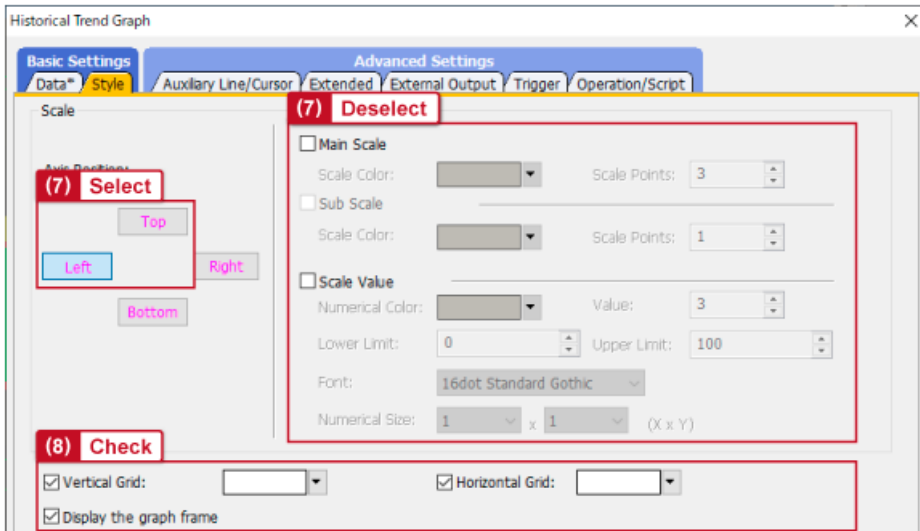 Historical Trend Graph
Basic Settings
Advanced Settings
Data* Style Auxiliary Line/Cursor Extended External Output Trigger Operation/Script
Scale
(7) Deselect
Main Scale
Scale Color: Scale Points: 3
Axis Position:
(7) Select
Sub Scale
Top
Scale Color: Scale Points: 1
Left Right
Scale Value
Numerical Color: Value: 3
Bottom
Lower Limit: 0 Upper Limit: 100
Font: 16dot Standard Gothic
Numerical Size: 1 x 1 (X x Y)
(8) Check
Vertical Grid: Horizontal Grid:
Display the graph frame